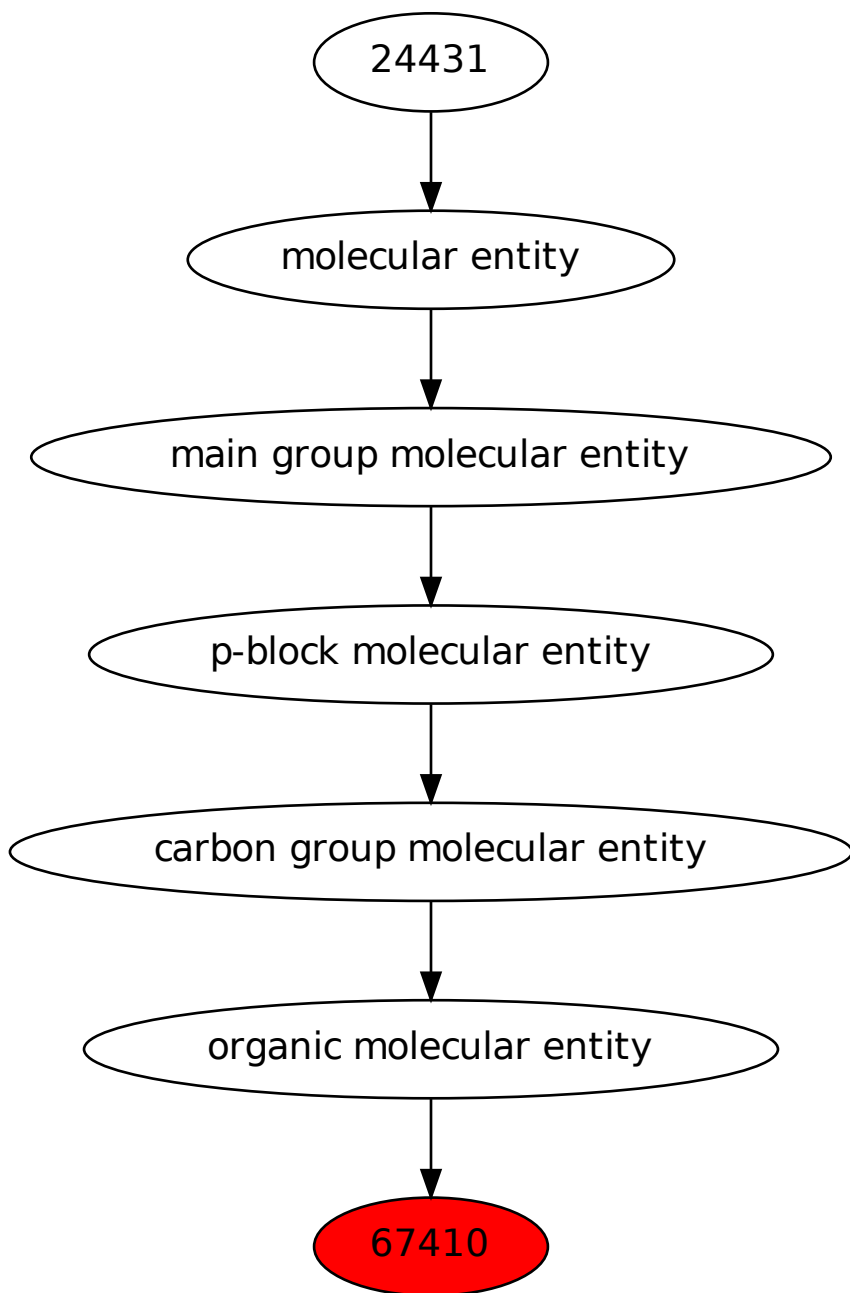 24431
molecular entity
main group molecular entity
p-block molecular entity
carbon group molecular entity
organic molecular entity
67410